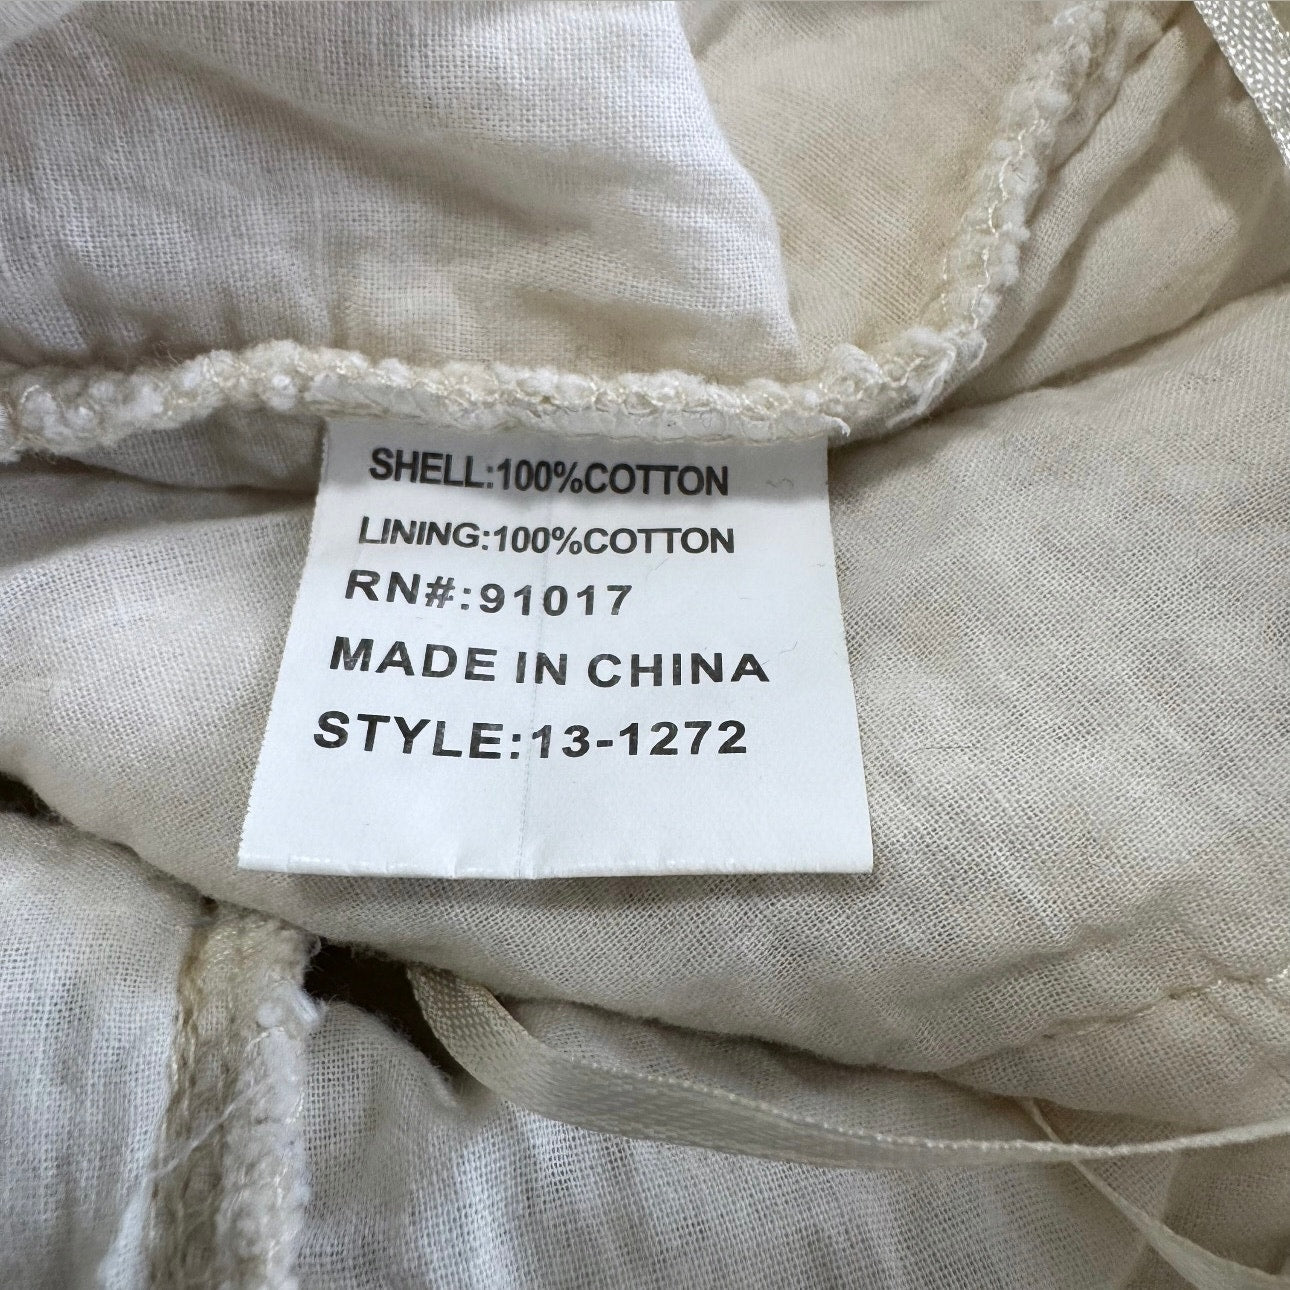 SHELL:100%COTTON
LINING:100%COTTON
RN#:91017
MADE IN CHINA
STYLE:13-1272